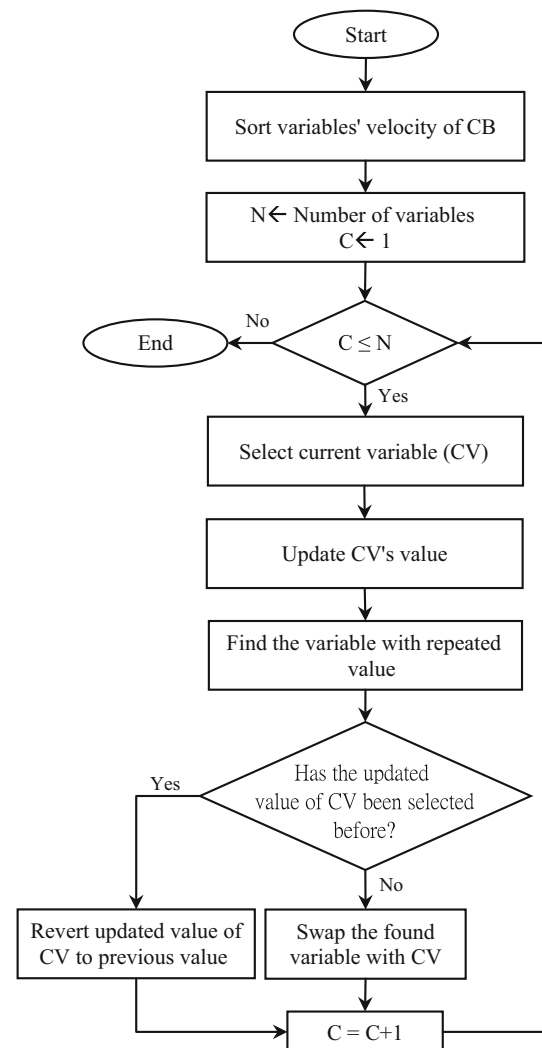 Start
Sort variables' velocity of CB
N← Number of variables
C← 1
No
End
C ≤ N
Yes
Select current variable (CV)
Update CV's value
Find the variable with repeated
value
Yes
Has the updated
value of CV been selected
before?
No
Revert updated value of
CV to previous value
Swap the found
variable with CV
C = C+1